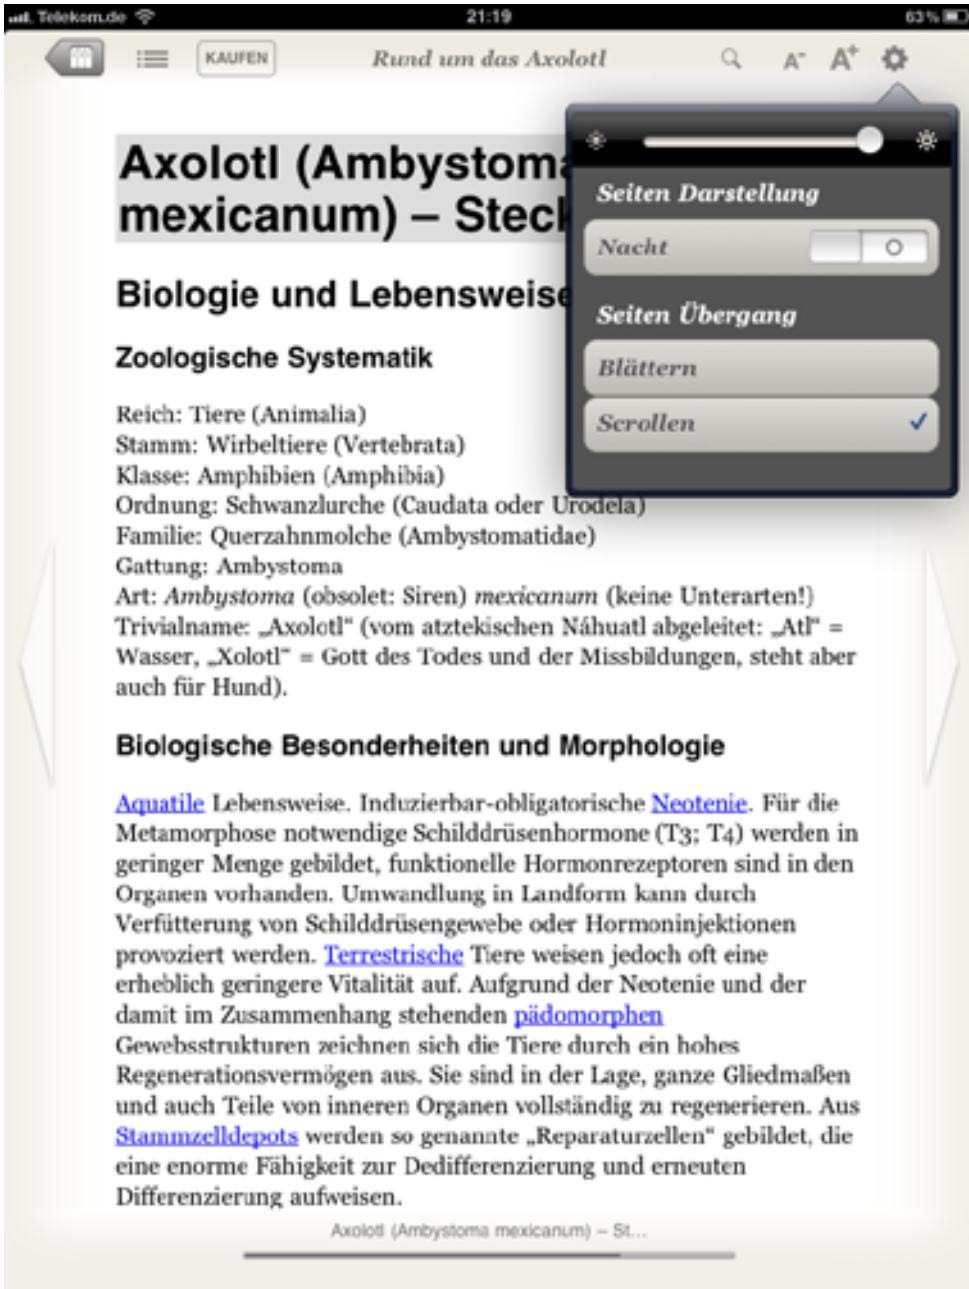 Telekom.de 21:19 63%
KAUFEN Rund um das Axolotl A- A+
Axolotl (Ambystoma
mexicanum) – Steck
Seiten Darstellung
Nacht
Seiten Übergang
Blättern
Scrollen
Biologie und Lebensweise
Zoologische Systematik
Reich: Tiere (Animalia)
Stamm: Wirbeltiere (Vertebrata)
Klasse: Amphibien (Amphibia)
Ordnung: Schwanzlurche (Caudata oder Urodela)
Familie: Querzahnmolche (Ambystomatidae)
Gattung: Ambystoma
Art: Ambystoma (obsolet: Siren) mexicanum (keine Unterarten!)
Trivialname: „Axolotl“ (vom atztekischen Náhuatl abgeleitet: „Atl“ =
Wasser, „Xolotl“ = Gott des Todes und der Missbildungen, steht aber
auch für Hund).
Biologische Besonderheiten und Morphologie
Aquatile Lebensweise. Induzierbar-obligatorische Neotenie. Für die
Metamorphose notwendige Schilddrüsenhormone (T3; T4) werden in
geringer Menge gebildet, funktionelle Hormonrezeptoren sind in den
Organen vorhanden. Umwandlung in Landform kann durch
Verfütterung von Schilddrüsengewebe oder Hormoninjektionen
provoziert werden. Terrestrische Tiere weisen jedoch oft eine
erheblich geringere Vitalität auf. Aufgrund der Neotenie und der
damit im Zusammenhang stehenden pädomorphen
Gewebsstrukturen zeichnen sich die Tiere durch ein hohes
Regenerationsvermögen aus. Sie sind in der Lage, ganze Gliedmaßen
und auch Teile von inneren Organen vollständig zu regenerieren. Aus
Stammzelldepots werden so genannte „Reparaturzellen“ gebildet, die
eine enorme Fähigkeit zur Dedifferenzierung und erneuten
Differenzierung aufweisen.
Axolotl (Ambystoma mexicanum) – St...